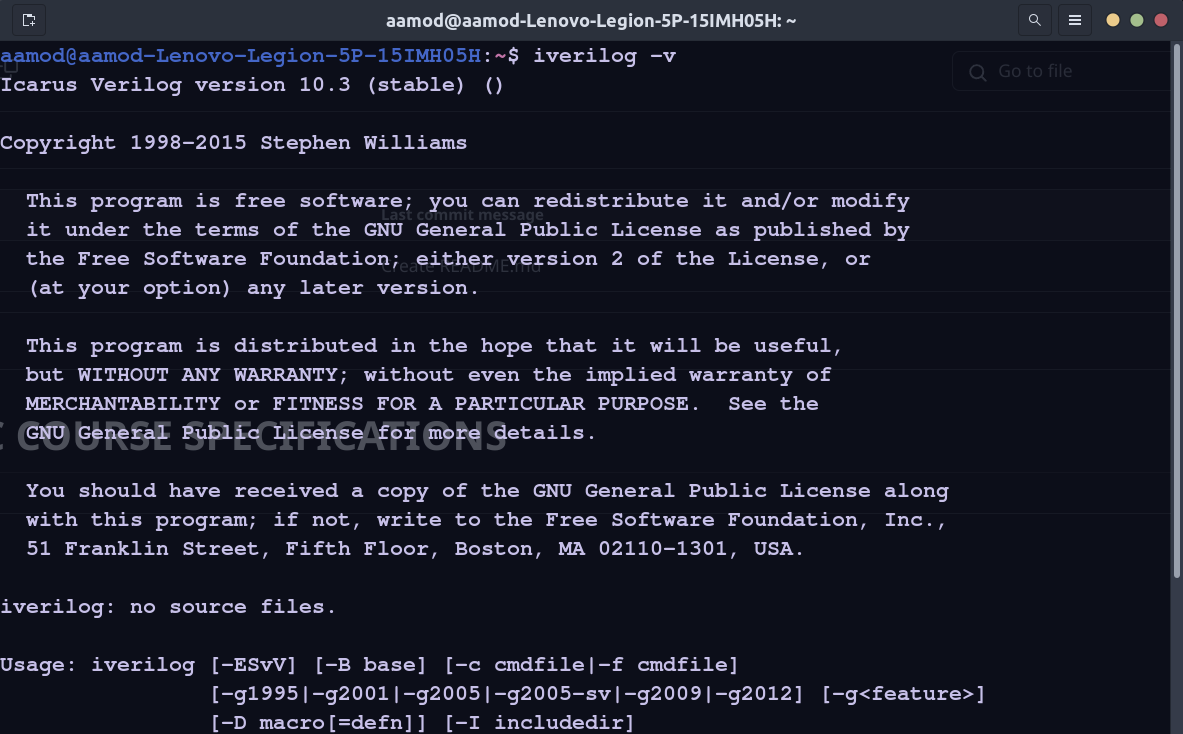 aamod@aamod-Lenovo-Legion-5P-15IMH05H: ~
aamod@aamod-Lenovo-Legion-5P-15IMH05H:~$ iverilog -v
Go to file
Icarus Verilog version 10.3 (stable) ()
Copyright 1998-2015 Stephen Williams
This program is free software; you can redistribute it and/or modify
Last commit message
it under the terms of the GNU General Public License as published by
the Free Software Foundation; either version 2 of the License, or
Create README.md
(at your option) any later version.
This program is distributed in the hope that it will be useful,
but WITHOUT ANY WARRANTY; without even the implied warranty of
MERCHANTABILITY or FITNESS FOR A PARTICULAR PURPOSE.  See the
GNU General Public License for more details.
C COURSE SPECIFICATIONS
You should have received a copy of the GNU General Public License along
with this program; if not, write to the Free Software Foundation, Inc.,
51 Franklin Street, Fifth Floor, Boston, MA 02110-1301, USA.
iverilog: no source files.
Usage: iverilog [-ESvV] [-B base] [-c cmdfile|-f cmdfile]
[-g1995|-g2001|-g2005|-g2005-sv|-g2009|-g2012] [-g<feature>]
[-D macro[=defn]] [-I includedir]